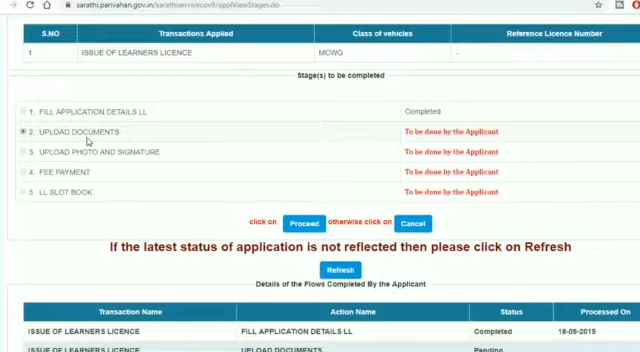 sarathi.parivahan.gov.in/sarathiservicecov9/applViewStages.do
S.NO Transactions Applied Class of vehicles Reference Licence Number
1 ISSUE OF LEARNERS LICENCE MCWG -
Stage(s) to be completed
1. FILL APPLICATION DETAILS LL Completed
2. UPLOAD DOCUMENTS To be done by the Applicant
3. UPLOAD PHOTO AND SIGNATURE To be done by the Applicant
4. FEE PAYMENT To be done by the Applicant
5. LL SLOT BOOK To be done by the Applicant
click on Proceed otherwise click on Cancel
If the latest status of application is not reflected then please click on Refresh
Refresh
Details of the Flows Completed By the Applicant
Transaction Name Action Name Status Processed On
ISSUE OF LEARNERS LICENCE FILL APPLICATION DETAILS LL Completed 18-09-2019
ISSUE OF LEARNERS LICENCE UPLOAD DOCUMENTS Pending